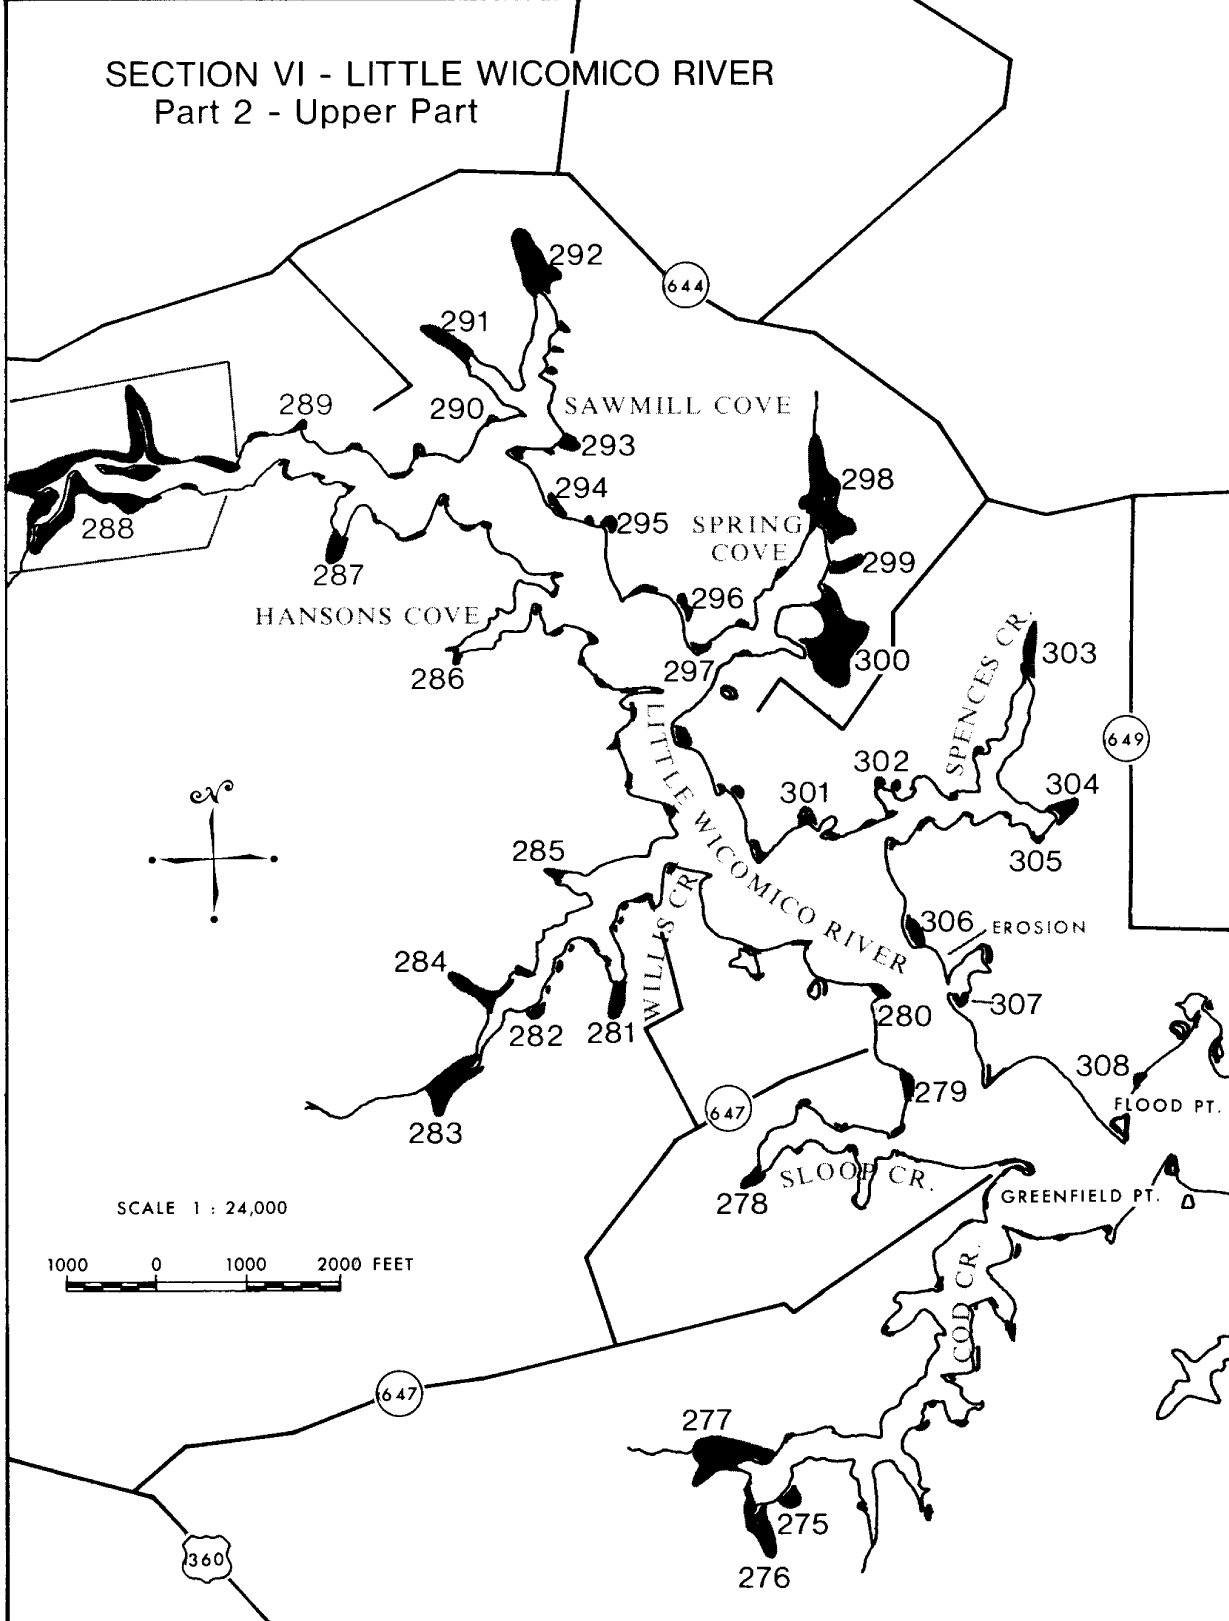 SECTION VI - LITTLE WICOMICO RIVER
Part 2 - Upper Part
292
644
291
289
290
SAWMILL COVE
293
298
294
295
SPRING
COVE
288
299
287
296
HANSONS COVE
SPENCES CR.
303
300
297
286
LITTLE WICOMICO RIVER
649
302
304
301
N
285
305
306
EROSION
WILLIS CR
284
307
280
282
281
308
279
FLOOD PT.
647
283
SLOOP CR.
278
GREENFIELD PT.
SCALE 1 : 24,000
COD CR.
1000 0 1000 2000 FEET
647
277
275
360
276